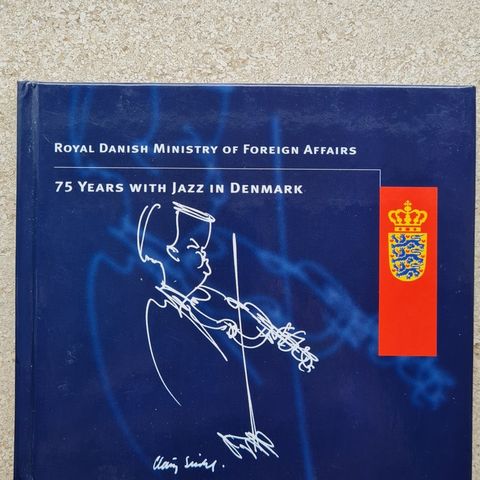 ROYAL DANISH MINISTRY OF FOREIGN AFFAIRS
75 YEARS WITH JAZZ IN DENMARK